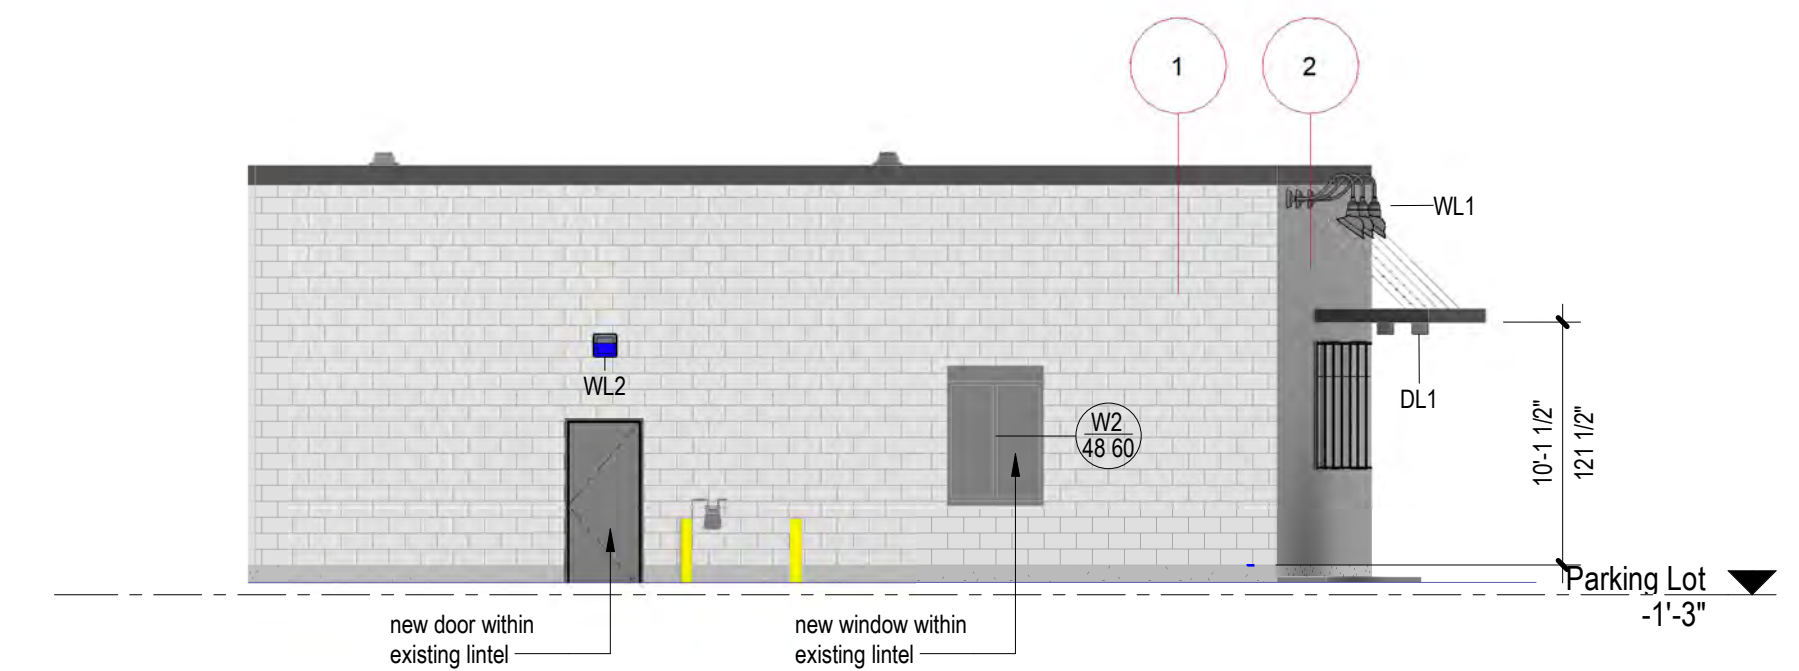 1
2
WL1
WL2
DL1
W2
48 60
10'-1 1/2"
121 1/2"
Parking Lot
-1'-3"
new door within
existing lintel
new window within
existing lintel